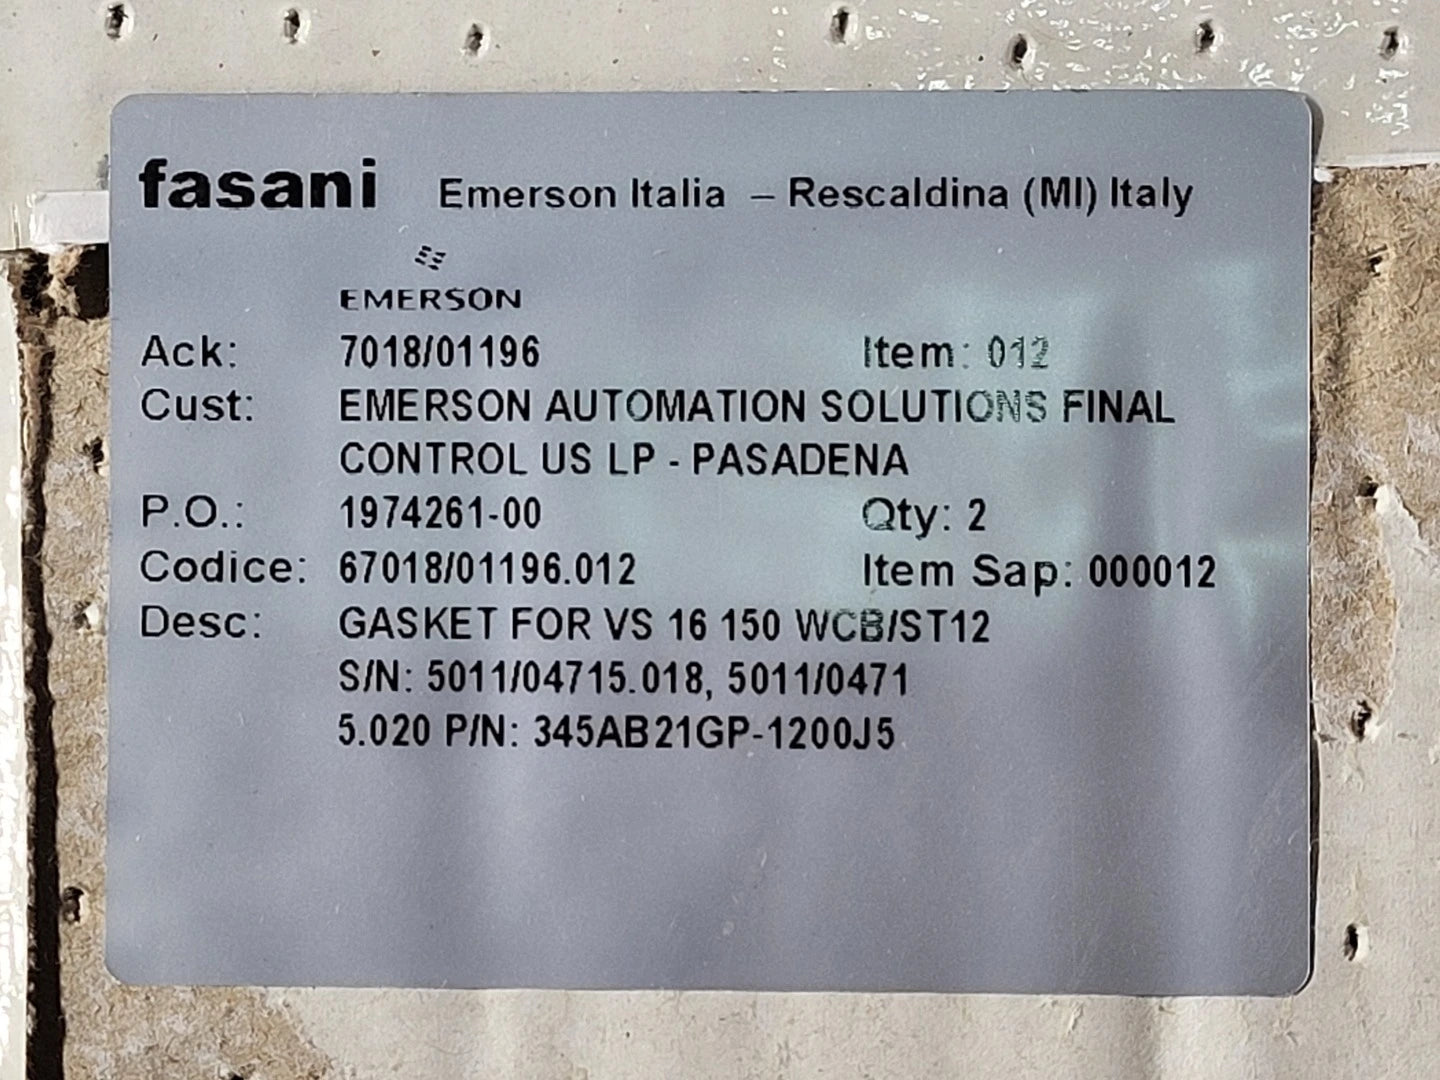 fasani Emerson Italia – Rescaldina (MI) Italy
EMERSON
Ack: 7018/01196 Item: 012
Cust: EMERSON AUTOMATION SOLUTIONS FINAL
CONTROL US LP - PASADENA
P.O.: 1974261-00 Qty: 2
Codice: 67018/01196.012 Item Sap: 000012
Desc: GASKET FOR VS 16 150 WCB/ST12
S/N: 5011/04715.018, 5011/0471
5.020 P/N: 345AB21GP-1200J5